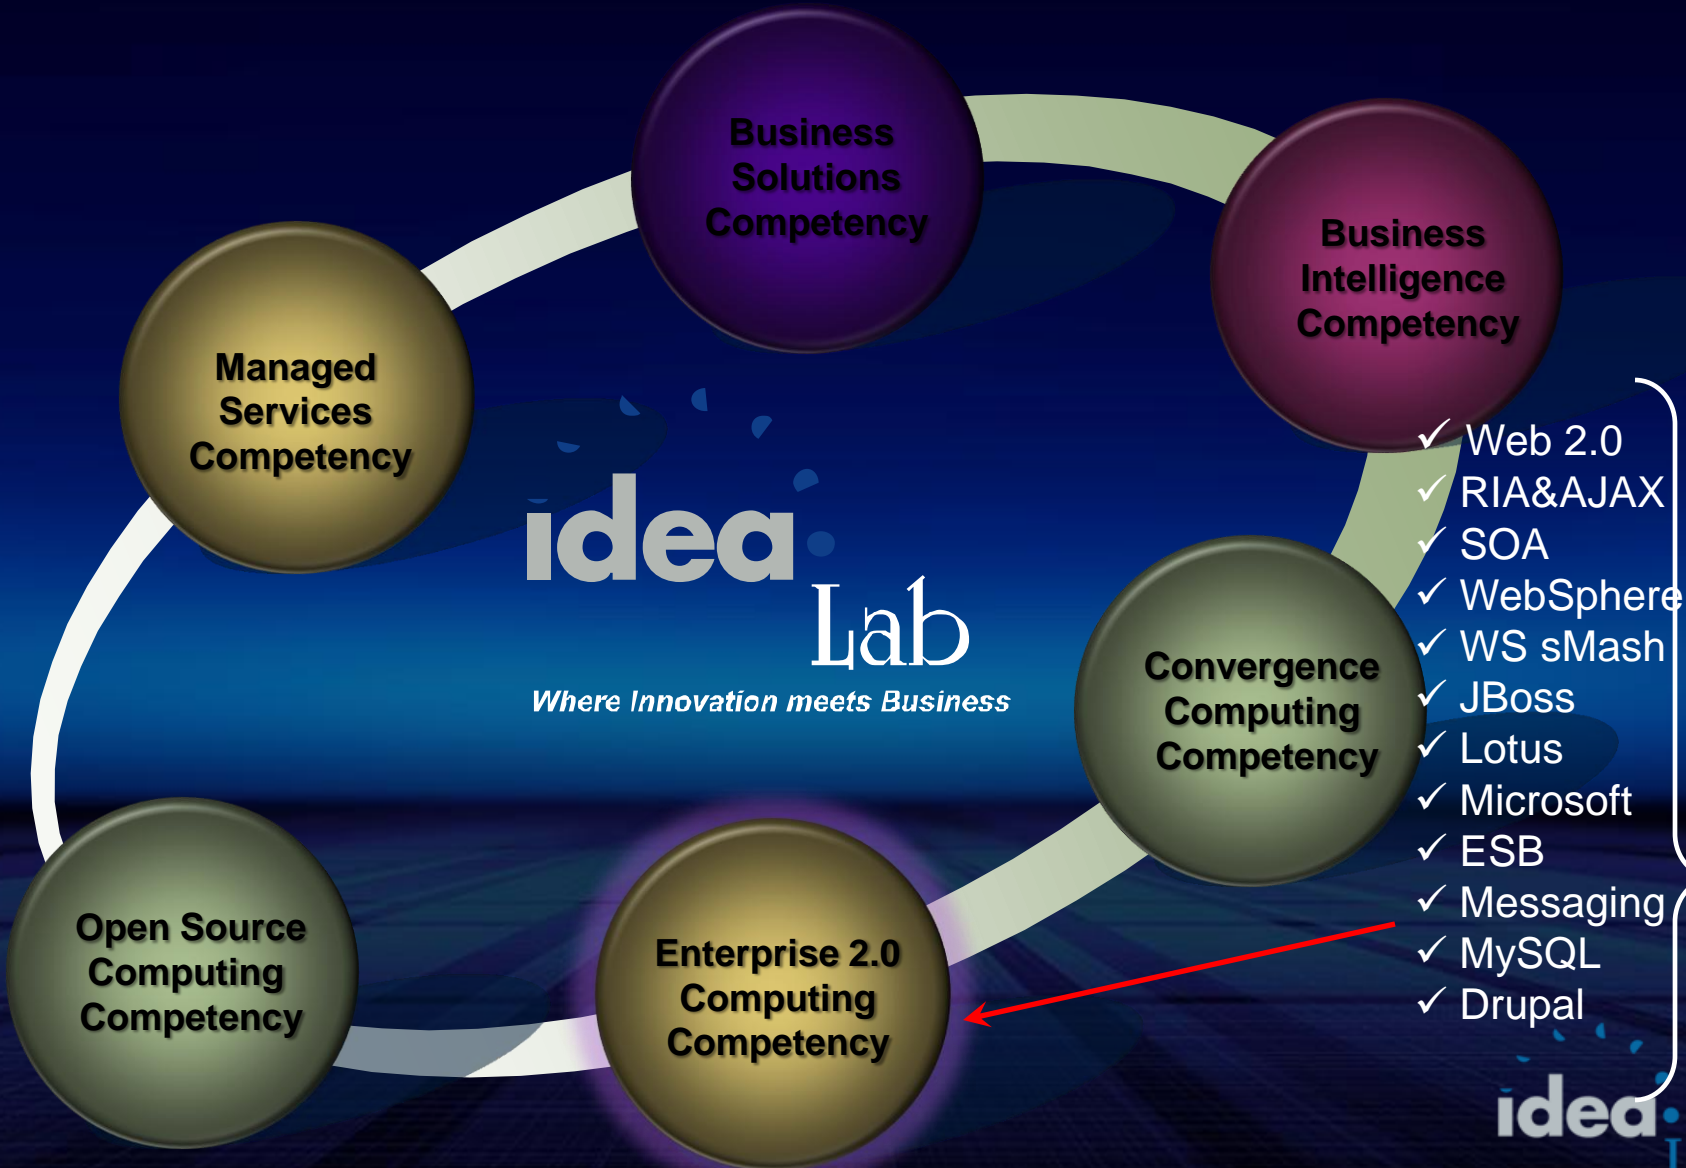 Business
Solutions
Competency
Business
Intelligence
Competency
Managed
Services
Competency
idea
Lab
Where Innovation meets Business
Convergence
Computing
Competency
Open Source
Computing
Competency
Enterprise 2.0
Computing
Competency
✓ Web 2.0
✓ RIA&AJAX
✓ SOA
✓ WebSphere
✓ WS sMash
✓ JBoss
✓ Lotus
✓ Microsoft
✓ ESB
✓ Messaging
✓ MySQL
✓ Drupal
idea